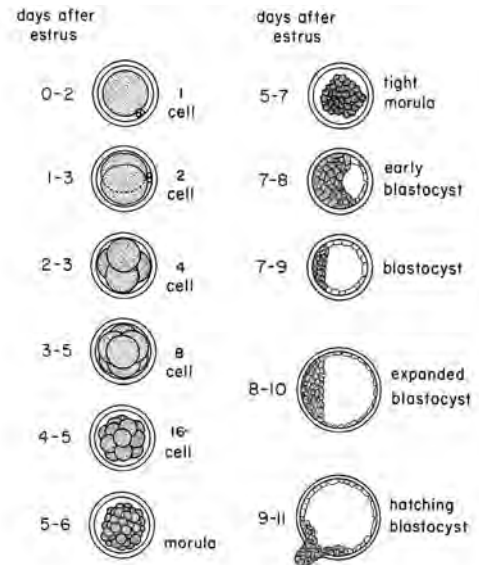 days after
estrus
0-2
1
cell
1-3
2
cell
2-3
4
cell
3-5
8
cell
4-5
16
cell
5-6
morula
days after
estrus
5-7
tight
morula
7-8
early
blastocyst
7-9
blastocyst
8-10
expanded
blastocyst
9-11
hatching
blastocyst